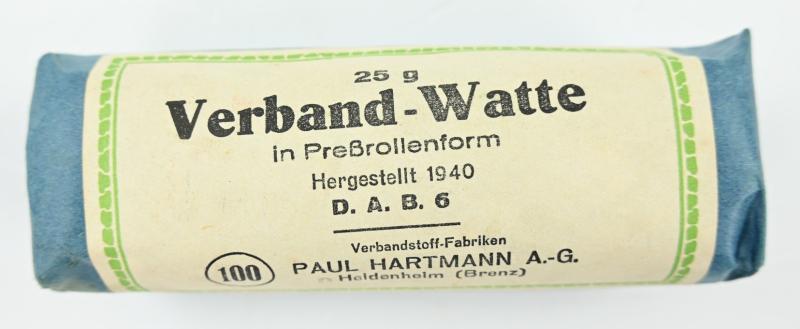 25 g
Verband-Watte
in Preßrollenform
Hergestellt 1940
D. A. B. 6
Verbandstoff-Fabriken
100 PAUL HARTMANN A.-G.
Heidenheim (Brenz)